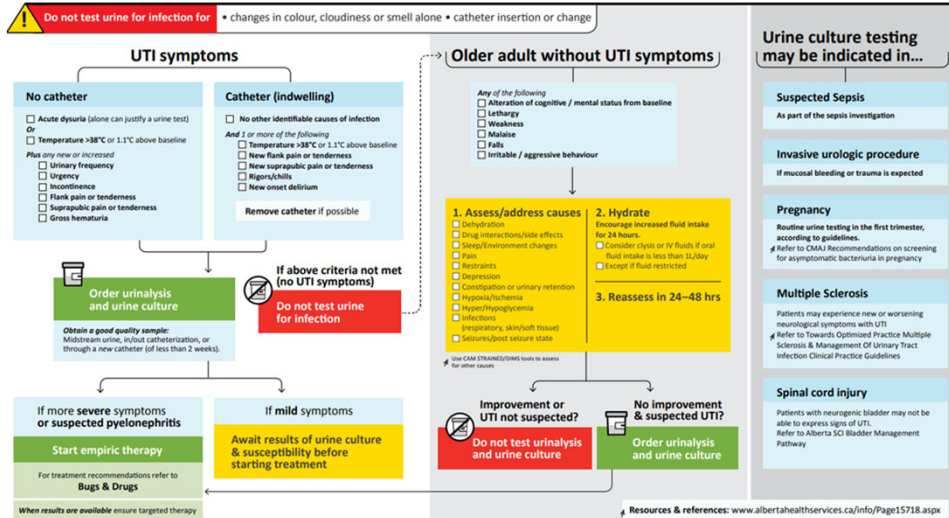 Do not test urine for infection for
• changes in colour, cloudiness or smell alone • catheter insertion or change
UTI symptoms
No catheter
Acute dysuria (alone can justify a urine test)
Or
Temperature >38°C or 1.1°C above baseline
Plus any new or increased
Urinary frequency
Urgency
Incontinence
Flank pain or tenderness
Suprapubic pain or tenderness
Gross hematuria
Catheter (indwelling)
No other identifiable causes of infection
And 1 or more of the following
Temperature >38°C or 1.1°C above baseline
New flank pain or tenderness
New suprapubic pain or tenderness
Rigors/chills
New onset delirium
Remove catheter if possible
Order urinalysis
and urine culture
Obtain a good quality sample:
Midstream urine, in/out catheterization, or
through a new catheter (of less than 2 weeks).
If above criteria not met
(no UTI symptoms)
Do not test urine
for infection
If more severe symptoms
or suspected pyelonephritis
Start empiric therapy
For treatment recommendations refer to
Bugs & Drugs
When results are available ensure targeted therapy
If mild symptoms
Await results of urine culture
& susceptibility before
starting treatment
Older adult without UTI symptoms
Any of the following
Alteration of cognitive / mental status from baseline
Lethargy
Weakness
Malaise
Falls
Irritable / aggressive behaviour
1. Assess/address causes
Dehydration
Drug interactions/side effects
Sleep/Environment changes
Pain
Restraints
Depression
Constipation or urinary retention
Hypoxia/Ischemia
Hyper/Hypoglycemia
Infections
(respiratory, skin/soft tissue)
Seizures/post seizure state
2. Hydrate
Encourage increased fluid intake
for 24 hours.
Consider clysis or IV fluids if oral
fluid intake is less than 1L/day
Except if fluid restricted
3. Reassess in 24–48 hrs
Use CAM STRAINED/DIMS tools to assess
for other causes
Improvement or
UTI not suspected?
Do not test urinalysis
and urine culture
No improvement
& suspected UTI?
Order urinalysis
and urine culture
Urine culture testing
may be indicated in...
Suspected Sepsis
As part of the sepsis investigation
Invasive urologic procedure
If mucosal bleeding or trauma is expected
Pregnancy
Routine urine testing in the first trimester,
according to guidelines.
Refer to CMAJ Recommendations on screening
for asymptomatic bacteriuria in pregnancy
Multiple Sclerosis
Patients may experience new or worsening
neurological symptoms with UTI
Refer to Towards Optimized Practice Multiple
Sclerosis & Management Of Urinary Tract
Infection Clinical Practice Guidelines
Spinal cord injury
Patients with neurogenic bladder may not be
able to express signs of UTI.
Refer to Alberta SCI Bladder Management
Pathway
Resources & references: www.albertahealthservices.ca/info/Page15718.aspx